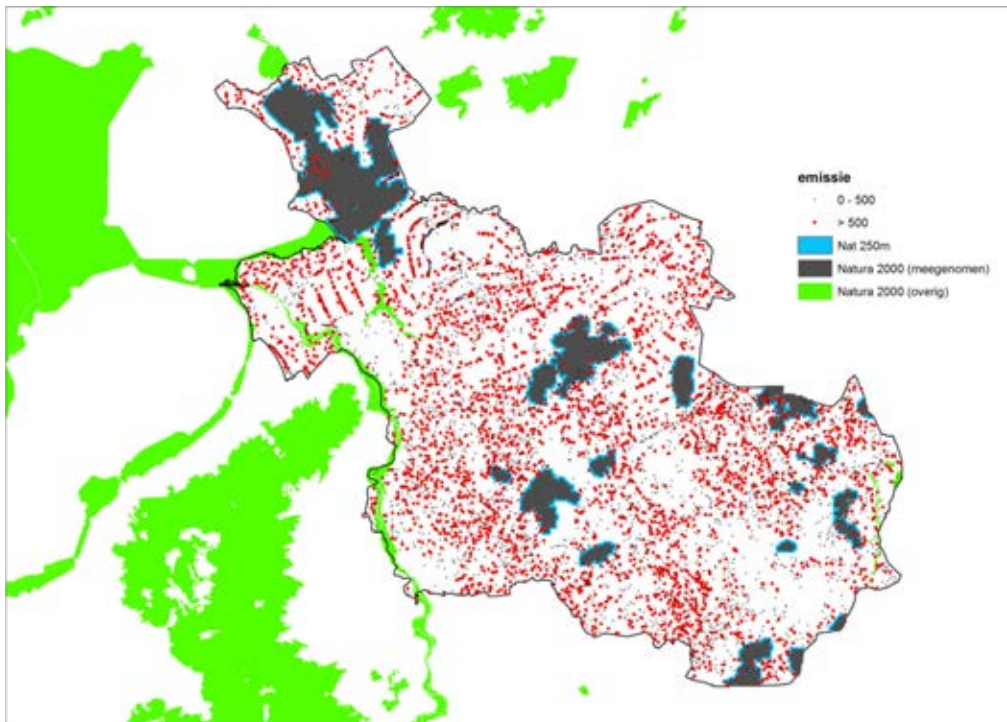 emissie
0 - 500
> 500
Nat 250m
Natura 2000 (meegenomen)
Natura 2000 (overig)